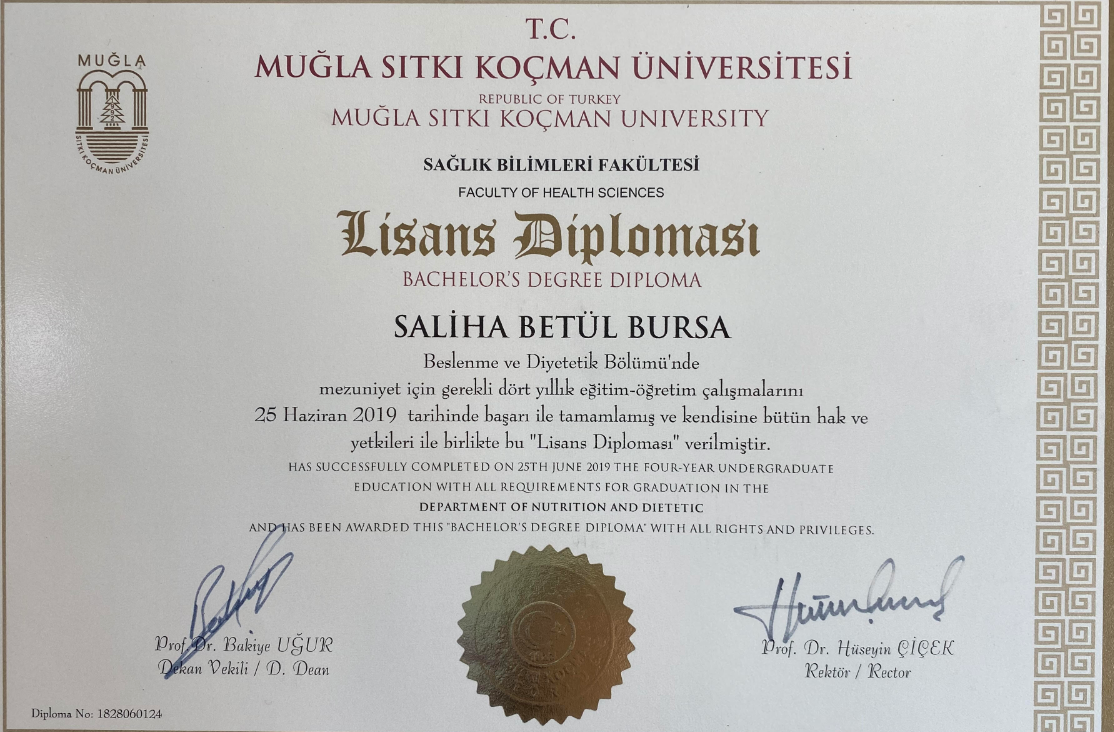 MUĞLA
SITKI KOÇMAN ÜNİVERSİTESİ
T.C.
MUĞLA SITKI KOÇMAN ÜNİVERSİTESİ
REPUBLIC OF TURKEY
MUĞLA SITKI KOÇMAN UNIVERSITY
SAĞLIK BİLİMLERİ FAKÜLTESİ
FACULTY OF HEALTH SCIENCES
Lisans Diploması
BACHELOR'S DEGREE DIPLOMA
SALİHA BETÜL BURSA
Beslenme ve Diyetetik Bölümü'nde
mezuniyet için gerekli dört yıllık eğitim-öğretim çalışmalarını
25 Haziran 2019 tarihinde başarı ile tamamlamış ve kendisine bütün hak ve
yetkileri ile birlikte bu "Lisans Diploması" verilmiştir.
HAS SUCCESSFULLY COMPLETED ON 25TH JUNE 2019 THE FOUR-YEAR UNDERGRADUATE
EDUCATION WITH ALL REQUIREMENTS FOR GRADUATION IN THE
DEPARTMENT OF NUTRITION AND DIETETIC
AND HAS BEEN AWARDED THIS "BACHELOR'S DEGREE DIPLOMA" WITH ALL RIGHTS AND PRIVILEGES.
Prof. Dr. Bakiye UĞUR
Dekan Vekili / D. Dean
Prof. Dr. Hüseyin ÇİÇEK
Rektör / Rector
Diploma No: 1828060124